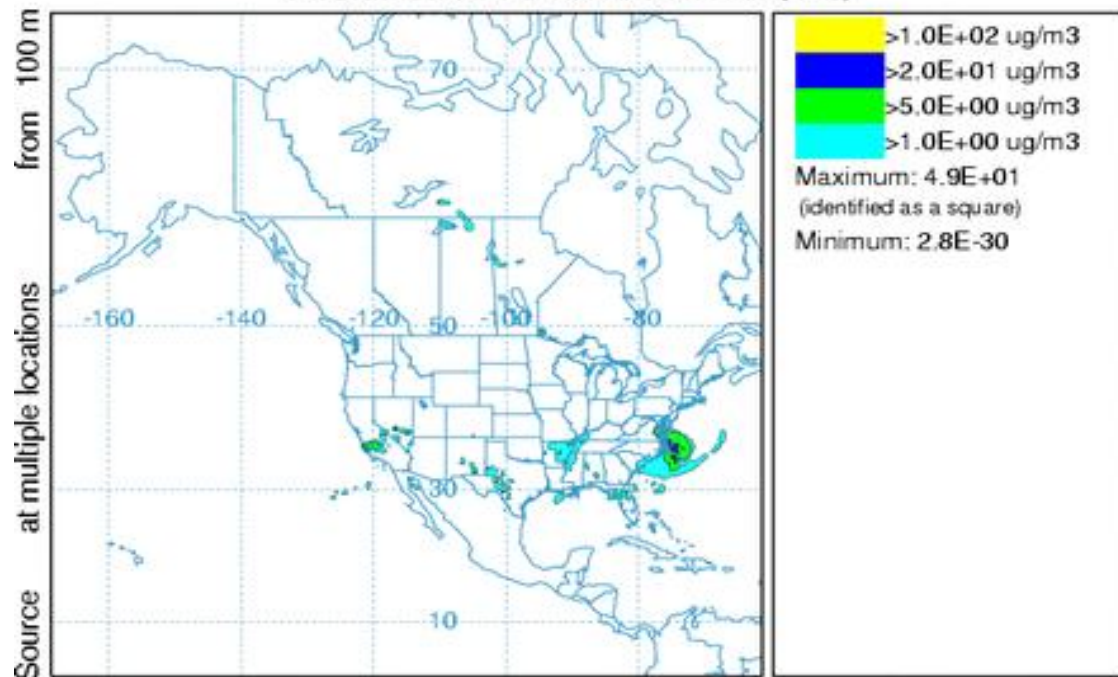 Source at multiple locations from 100 m
70
-160 -140 -120 50 -100 -80
30
10
>1.0E+02 ug/m3
>2.0E+01 ug/m3
>5.0E+00 ug/m3
>1.0E+00 ug/m3
Maximum: 4.9E+01
(identified as a square)
Minimum: 2.8E-30